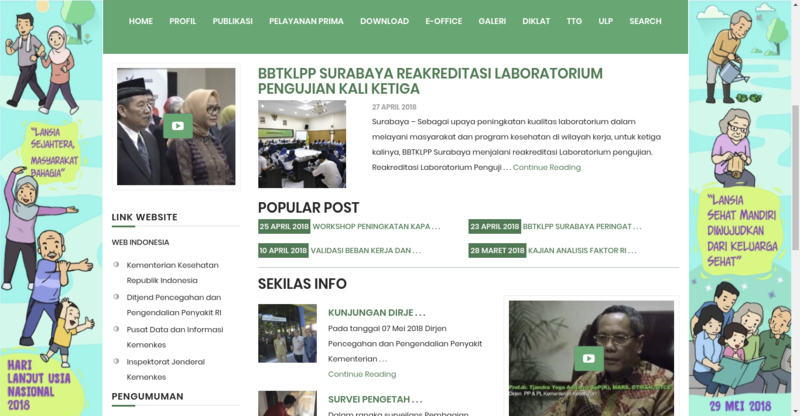 HOME PROFIL PUBLIKASI PELAYANAN PRIMA DOWNLOAD E-OFFICE GALERI DIKLAT TTG ULP SEARCH
"LANSIA
SEJAHTERA,
MASYARAKAT
BAHAGIA"
HARI
LANJUT USIA
NASIONAL
2018
LINK WEBSITE
WEB INDONESIA
Kementerian Kesehatan
Republik Indonesia
Ditjend Pencegahan dan
Pengendalian Penyakit RI
Pusat Data dan Informasi
Kemenkes
Inspektorat Jenderal
Kemenkes
PENGUMUMAN
BBTKLPP SURABAYA REAKREDITASI LABORATORIUM
PENGUJIAN KALI KETIGA
27 APRIL 2018
Surabaya – Sebagai upaya peningkatan kualitas laboratorium dalam
melayani masyarakat dan program kesehatan di wilayah kerja, untuk ketiga
kalinya, BBTKLPP Surabaya menjalani reakreditasi Laboratorium pengujian.
Reakreditasi Laboratorium Penguji . . . Continue Reading
POPULAR POST
25 APRIL 2018 WORKSHOP PENINGKATAN KAPA . . .
23 APRIL 2018 BBTKLPP SURABAYA PERINGAT . . .
10 APRIL 2018 VALIDASI BEBAN KERJA DAN . . .
28 MARET 2018 KAJIAN ANALISIS FAKTOR RI . . .
SEKILAS INFO
KUNJUNGAN DIRJE . . .
Pada tanggal 07 Mei 2018 Dirjen
Pencegahan dan Pengendalian Penyakit
Kementerian . . .
Continue Reading
SURVEI PENGETAH . . .
Dalam rangka surveilans Pembagian
Prof.dr. Tjandra Yoga
Dirjen PP & PL Kementerian Kesehatan
"LANSIA
SEHAT MANDIRI
DIWUJUDKAN
DARI KELUARGA
SEHAT"
29 MEI 2018